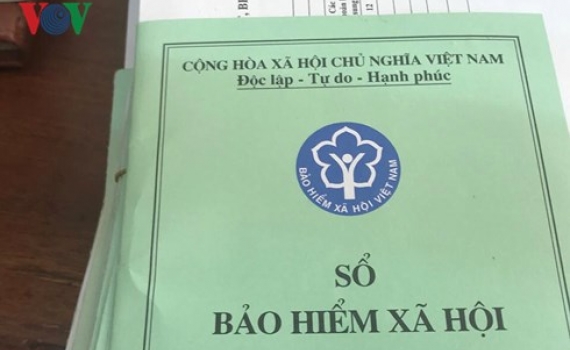 VOV
CỘNG HÒA XÃ HỘI CHỦ NGHĨA VIỆT NAM
Độc lập - Tự do - Hạnh phúc
BẢO HIỂM XÃ HỘI VIỆT NAM
SỔ
BẢO HIỂM XÃ HỘI